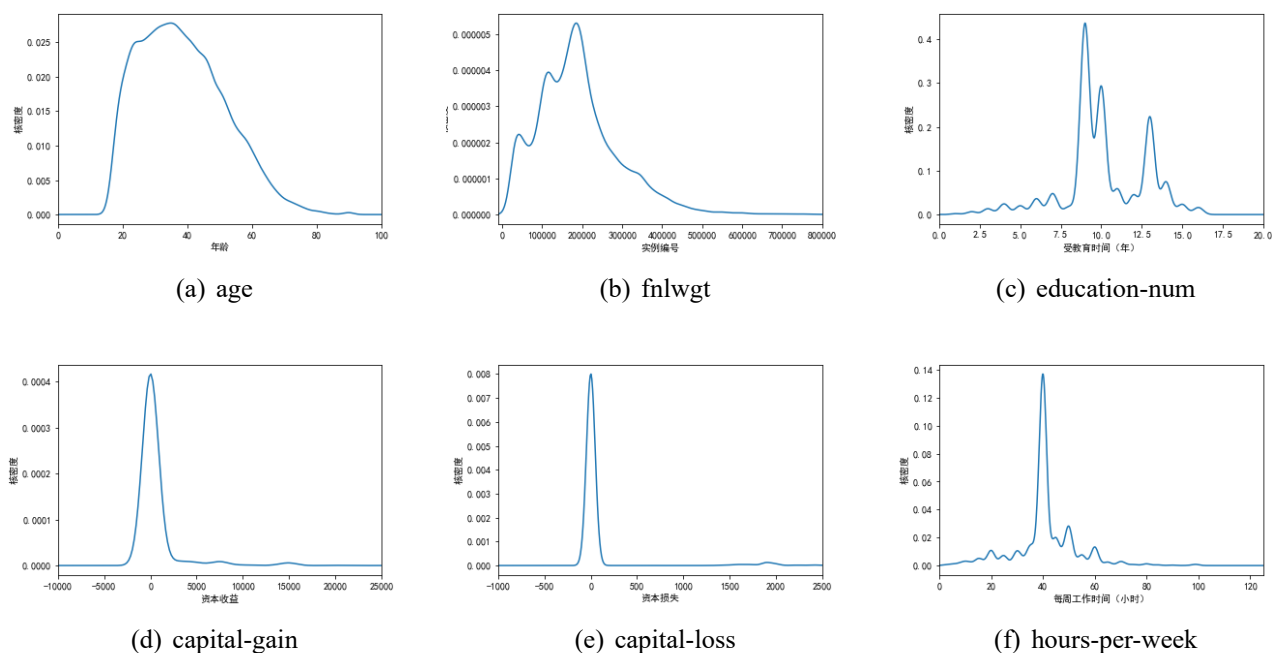 核密度
0.025
0.020
0.015
0.010
0.005
0.000
0 20 40 60 80 100
年龄
(a) age
0.000005
0.000004
0.000003
0.000002
0.000001
0.000000
0 100000 200000 300000 400000 500000 600000 700000 800000
实例编号
(b) fnlwgt
核密度
0.4
0.3
0.2
0.1
0.0
0.0 2.5 5.0 7.5 10.0 12.5 15.0 17.5 20.0
受教育时间（年）
(c) education-num
核密度
0.0004
0.0003
0.0002
0.0001
0.0000
−10000 −5000 0 5000 10000 15000 20000 25000
资本收益
(d) capital-gain
核密度
0.008
0.007
0.006
0.005
0.004
0.003
0.002
0.001
0.000
−1000 −500 0 500 1000 1500 2000 2500
资本损失
(e) capital-loss
核密度
0.14
0.12
0.10
0.08
0.06
0.04
0.02
0.00
0 20 40 60 80 100 120
每周工作时间（小时）
(f) hours-per-week